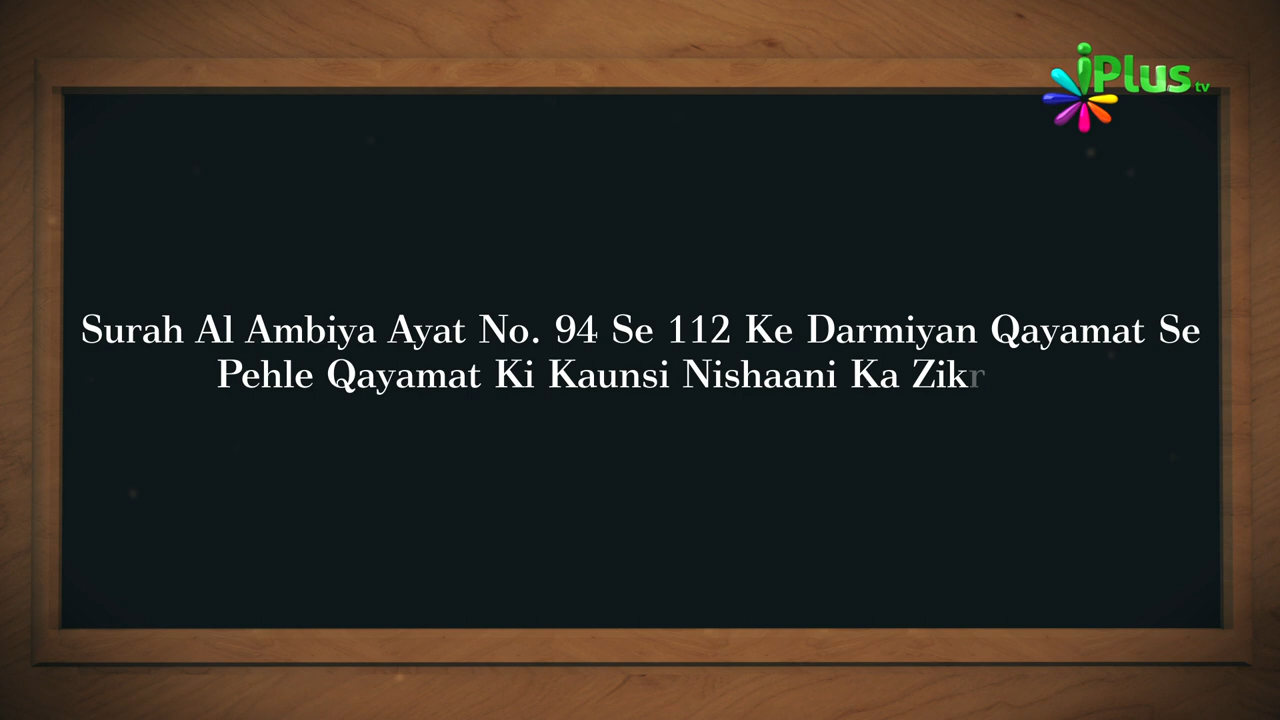 iPlus tv
Surah Al Ambiya Ayat No. 94 Se 112 Ke Darmiyan Qayamat Se
Pehle Qayamat Ki Kaunsi Nishaani Ka Zikr